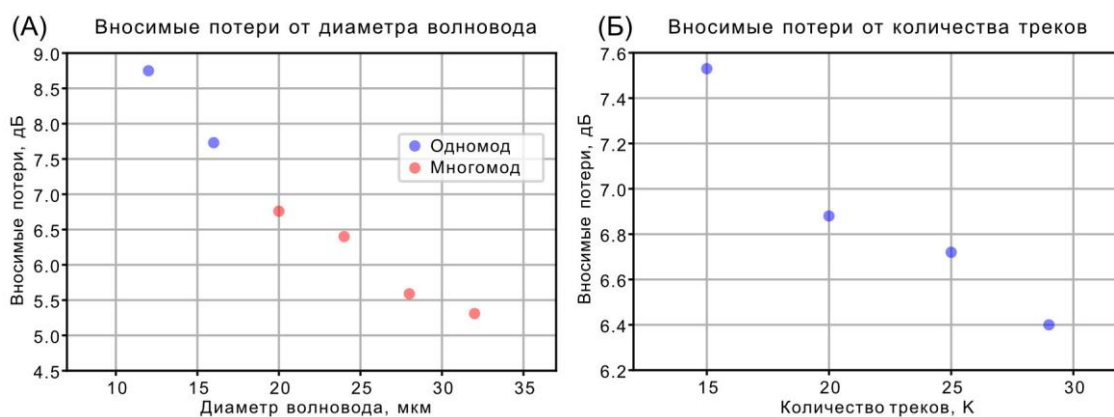 (А) Вносимые потери от диаметра волновода
9.0
8.5
8.0
7.5
7.0
6.5
6.0
5.5
5.0
4.5
Вносимые потери, дБ
Одномод
Многомод
10 15 20 25 30 35
Диаметр волновода, мкм
(Б) Вносимые потери от количества треков
7.6
7.4
7.2
7.0
6.8
6.6
6.4
6.2
Вносимые потери, дБ
15 20 25 30
Количество треков, K